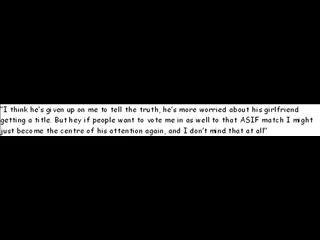 "I think he's given up on me to tell the truth, he's more worried about his girlfriend
getting a title. But hey if people want to vote me in as well to that ASIF match I might
just become the centre of his attention again, and I don't mind that at all"